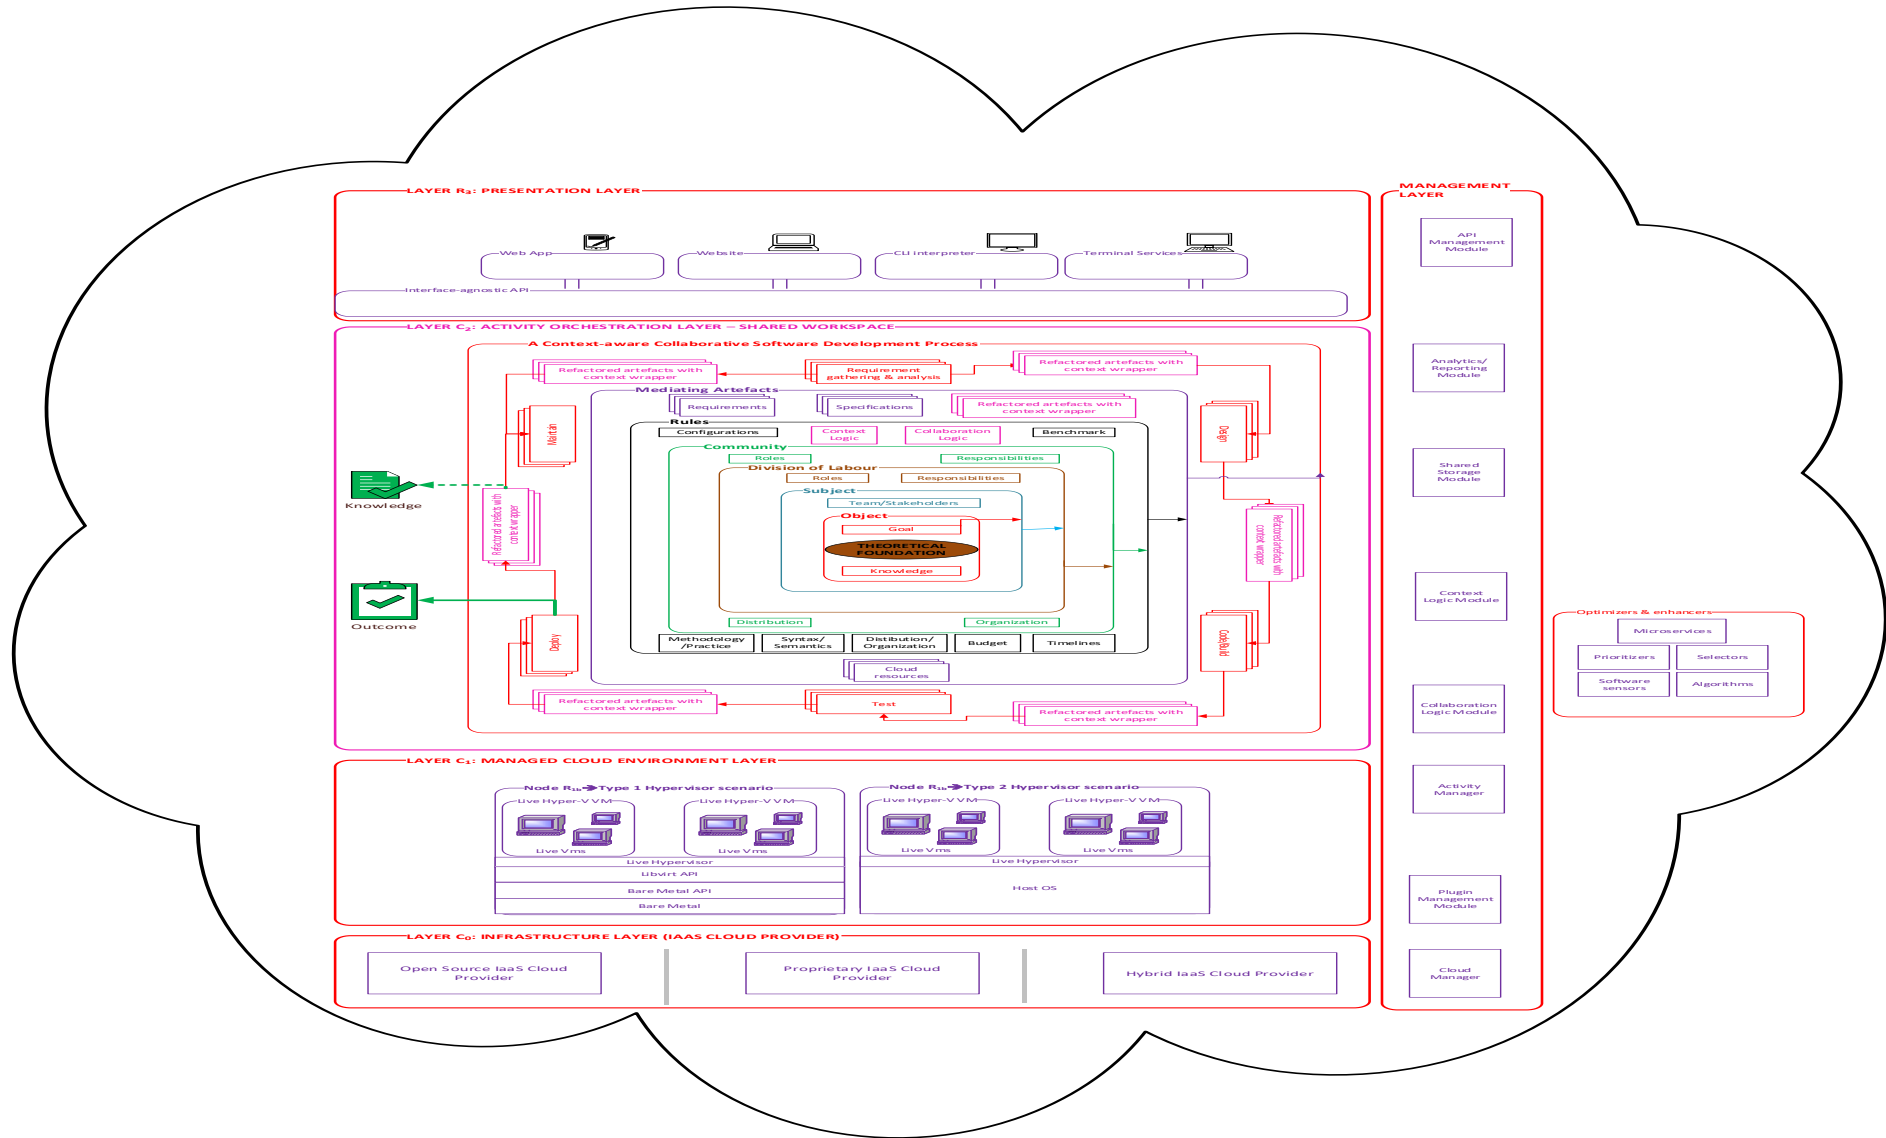 LAYER R3: PRESENTATION LAYER
Web App
Website
CLI interpreter
Terminal Services
Interface-agnostic API
LAYER C2: ACTIVITY ORCHESTRATION LAYER – SHARED WORKSPACE
A Context-aware Collaborative Software Development Process
Refactored artefacts with
context wrapper
Requirement
gathering & analysis
Refactored artefacts with
context wrapper
Mediating Artefacts
Requirements
Specifications
Refactored artefacts with
context wrapper
Rules
Configurations
Context
Logic
Collaboration
Logic
Benchmark
Community
Roles
Responsibilities
Division of Labour
Roles
Responsibilities
Subject
Team/Stakeholders
Object
Goal
THEORETICAL
FOUNDATION
Knowledge
Distribution
Organization
Methodology
/Practice
Syntax/
Semantics
Distibution/
Organization
Budget
Timelines
Cloud
resources
Maintain
Design
Refactored artefacts with
context wrapper
Refactored artefacts with
context wrapper
Deploy
Code/Build
Knowledge
Outcome
Refactored artefacts with
context wrapper
Test
Refactored artefacts with
context wrapper
LAYER C1: MANAGED CLOUD ENVIRONMENT LAYER
Node R1b➔Type 1 Hypervisor scenario
Live Hyper-V VM
Live Vms
Live Hyper-V VM
Live Vms
Live Hypervisor
Libvirt API
Bare Metal API
Bare Metal
Node R1b➔Type 2 Hypervisor scenario
Live Hyper-V VM
Live Vms
Live Hyper-V VM
Live Vms
Live Hypervisor
Host OS
LAYER C0: INFRASTRUCTURE LAYER (IAAS CLOUD PROVIDER)
Open Source IaaS Cloud
Provider
Proprietary IaaS Cloud
Provider
Hybrid IaaS Cloud Provider
MANAGEMENT
LAYER
API
Management
Module
Analytics/
Reporting
Module
Shared
Storage
Module
Context
Logic Module
Collaboration
Logic Module
Activity
Manager
Plugin
Management
Module
Cloud
Manager
Optimizers & enhancers
Microservices
Prioritizers
Selectors
Software
sensors
Algorithms